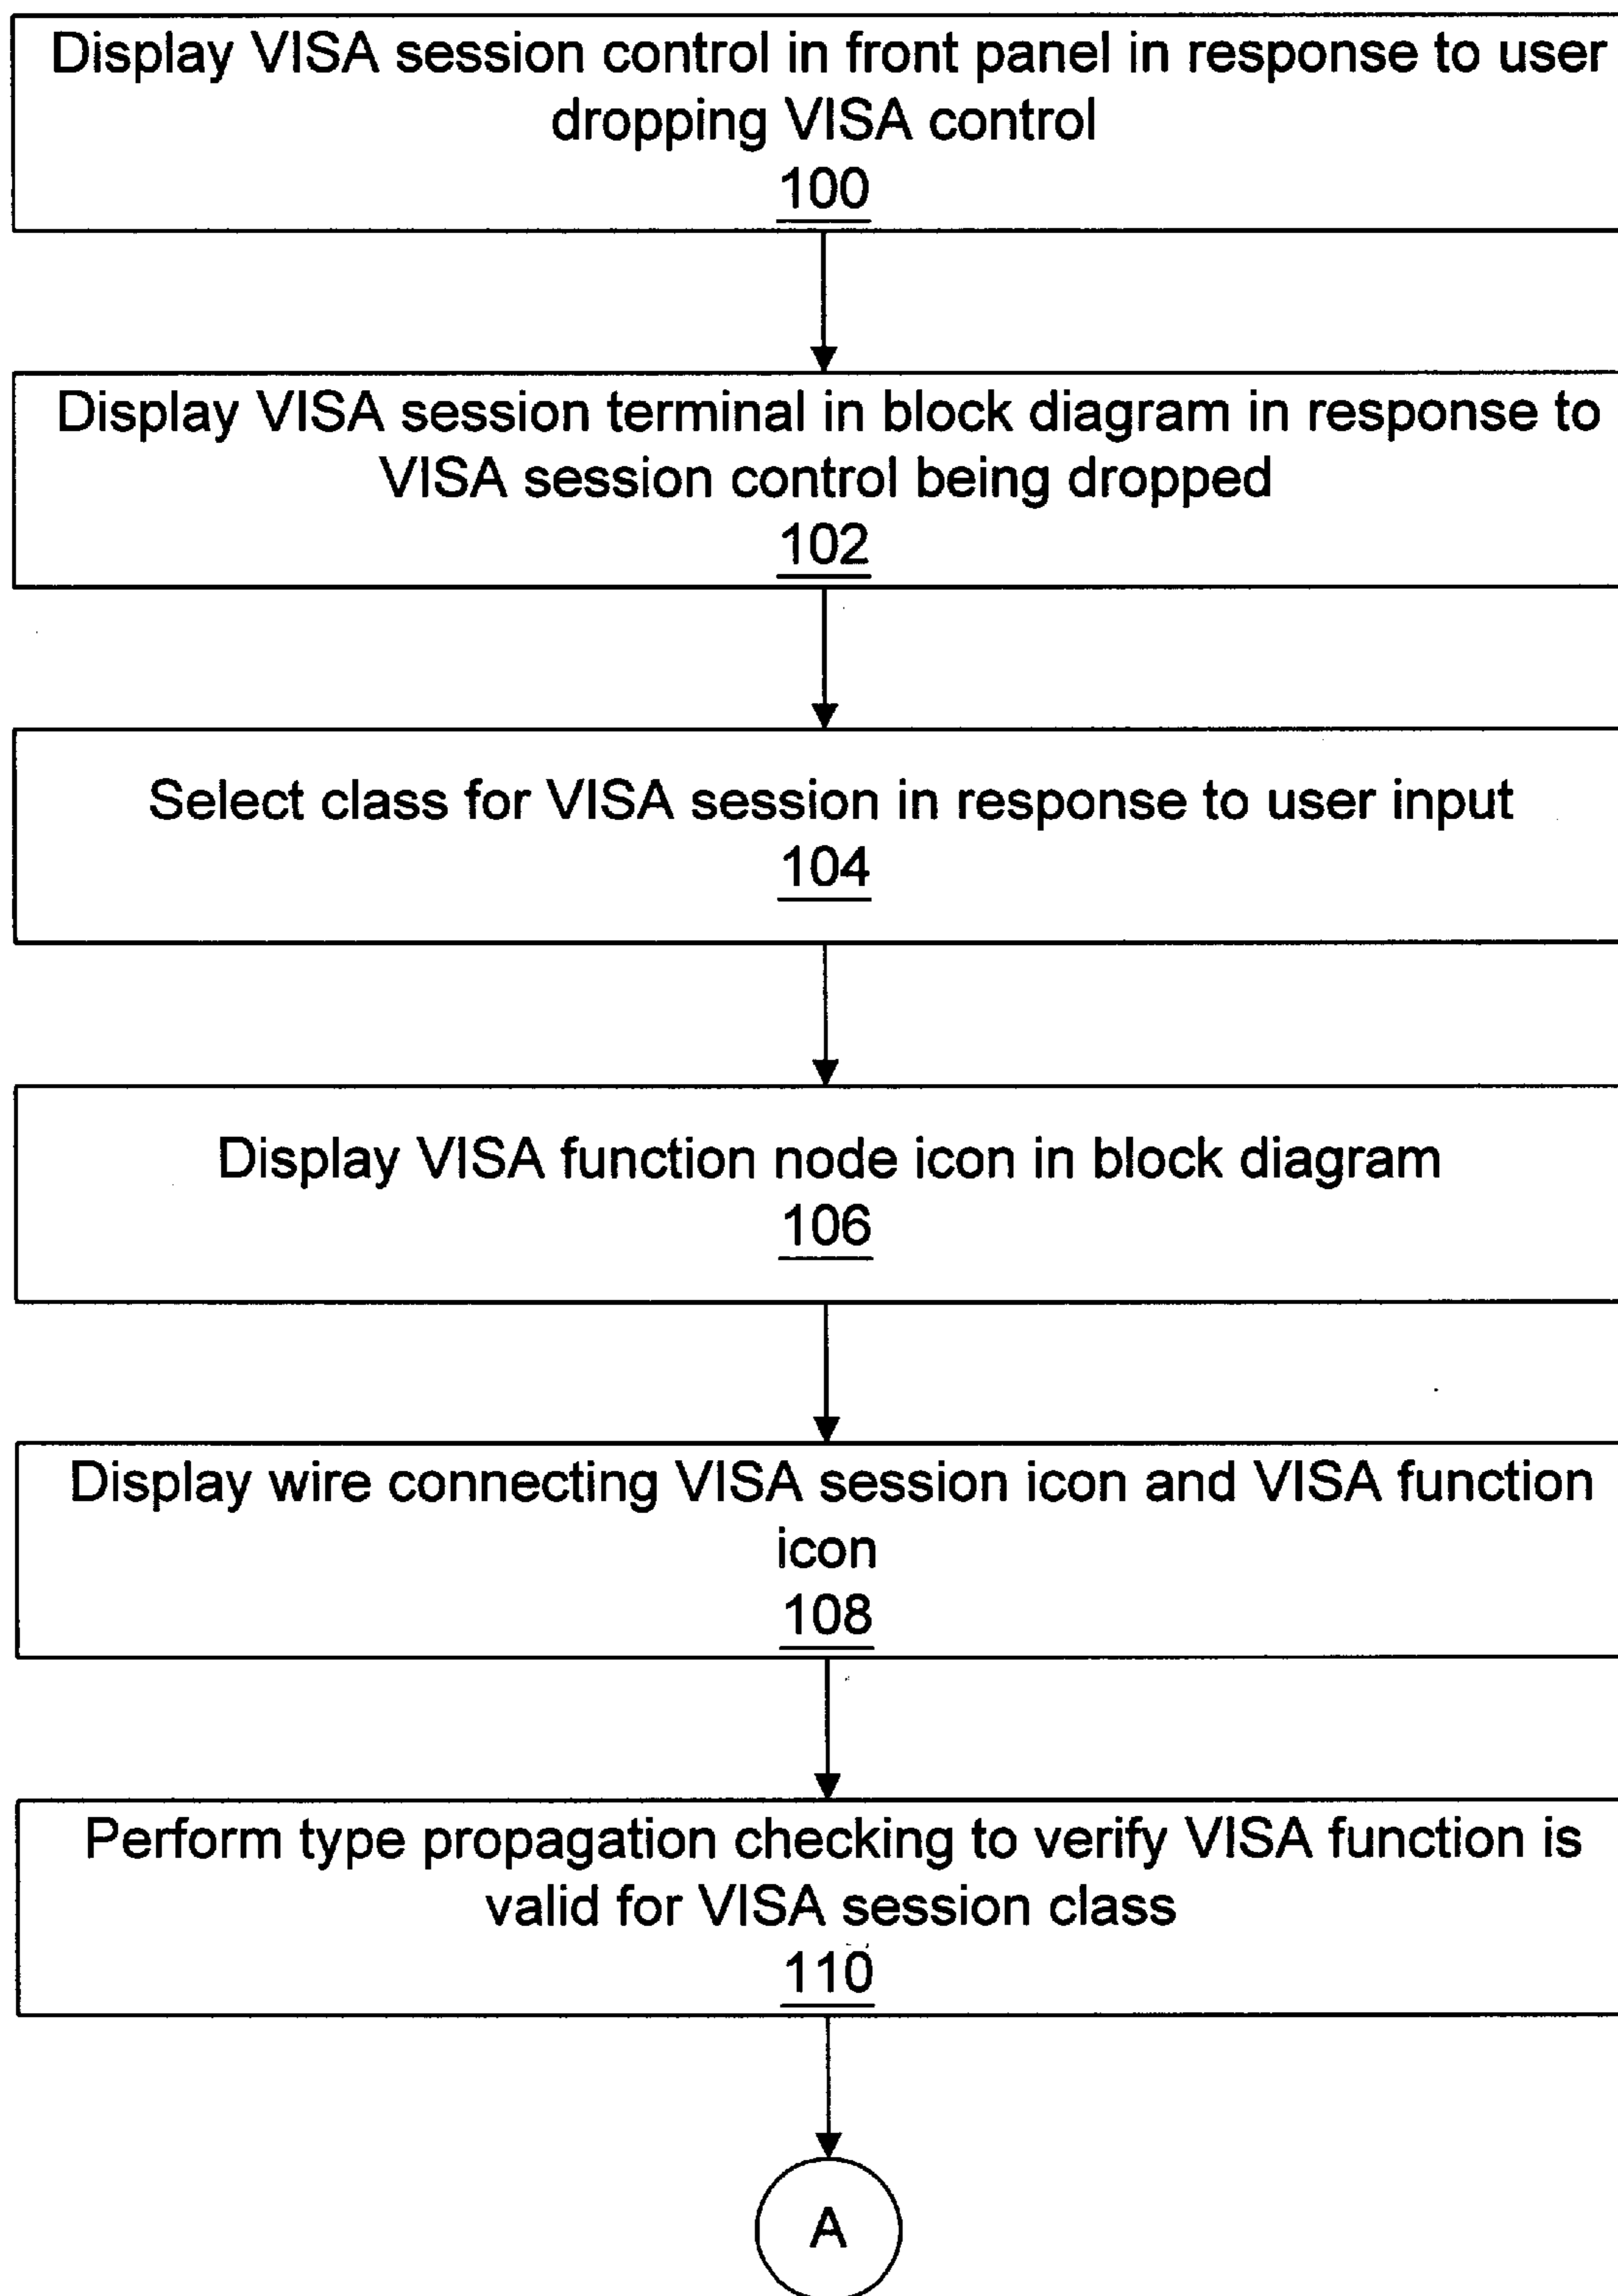 Display VISA session control in front panel in response to user
dropping VISA control
100
Display VISA session terminal in block diagram in response to
VISA session control being dropped
102
Select class for VISA session in response to user input
104
Display VISA function node icon in block diagram
106
Display wire connecting VISA session icon and VISA function
icon
108
Perform type propagation checking to verify VISA function is
valid for VISA session class
110
A